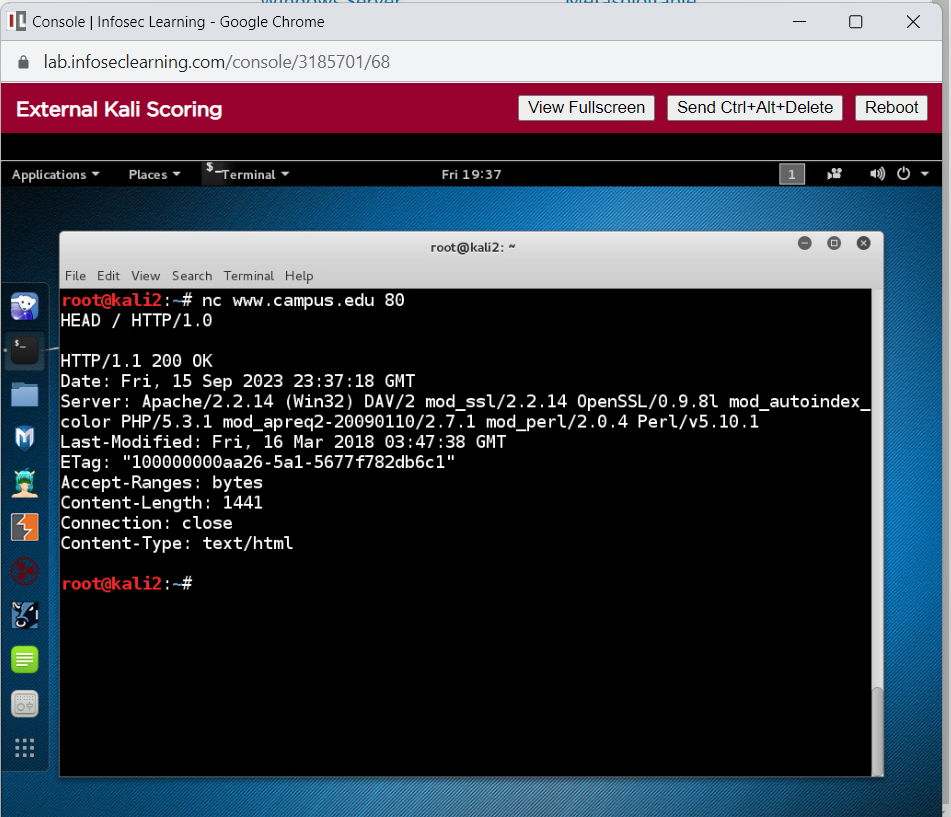 Windows Server Metasploitable
Console | Infosec Learning - Google Chrome
lab.infoseclearning.com/console/3185701/68
External Kali Scoring View Fullscreen Send Ctrl+Alt+Delete Reboot
Applications Places $_Terminal Fri 19:37 1
root@kali2: ~
File Edit View Search Terminal Help
root@kali2:~# nc www.campus.edu 80
HEAD / HTTP/1.0
HTTP/1.1 200 OK
Date: Fri, 15 Sep 2023 23:37:18 GMT
Server: Apache/2.2.14 (Win32) DAV/2 mod_ssl/2.2.14 OpenSSL/0.9.8l mod_autoindex_
color PHP/5.3.1 mod_apreq2-20090110/2.7.1 mod_perl/2.0.4 Perl/v5.10.1
Last-Modified: Fri, 16 Mar 2018 03:47:38 GMT
ETag: "100000000aa26-5a1-5677f782db6c1"
Accept-Ranges: bytes
Content-Length: 1441
Connection: close
Content-Type: text/html
root@kali2:~#